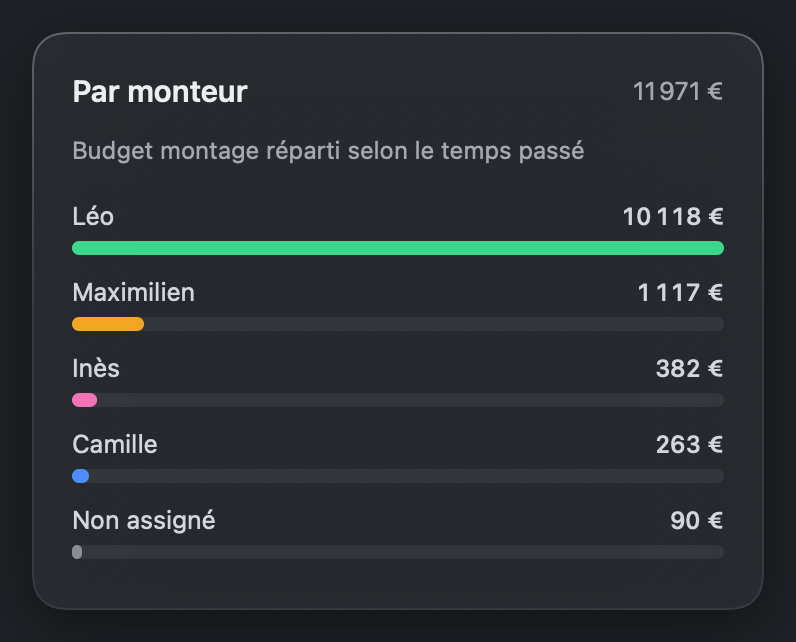 Par monteur
11 971 €
Budget montage réparti selon le temps passé
Léo
10 118 €
Maximilien
1 117 €
Inès
382 €
Camille
263 €
Non assigné
90 €